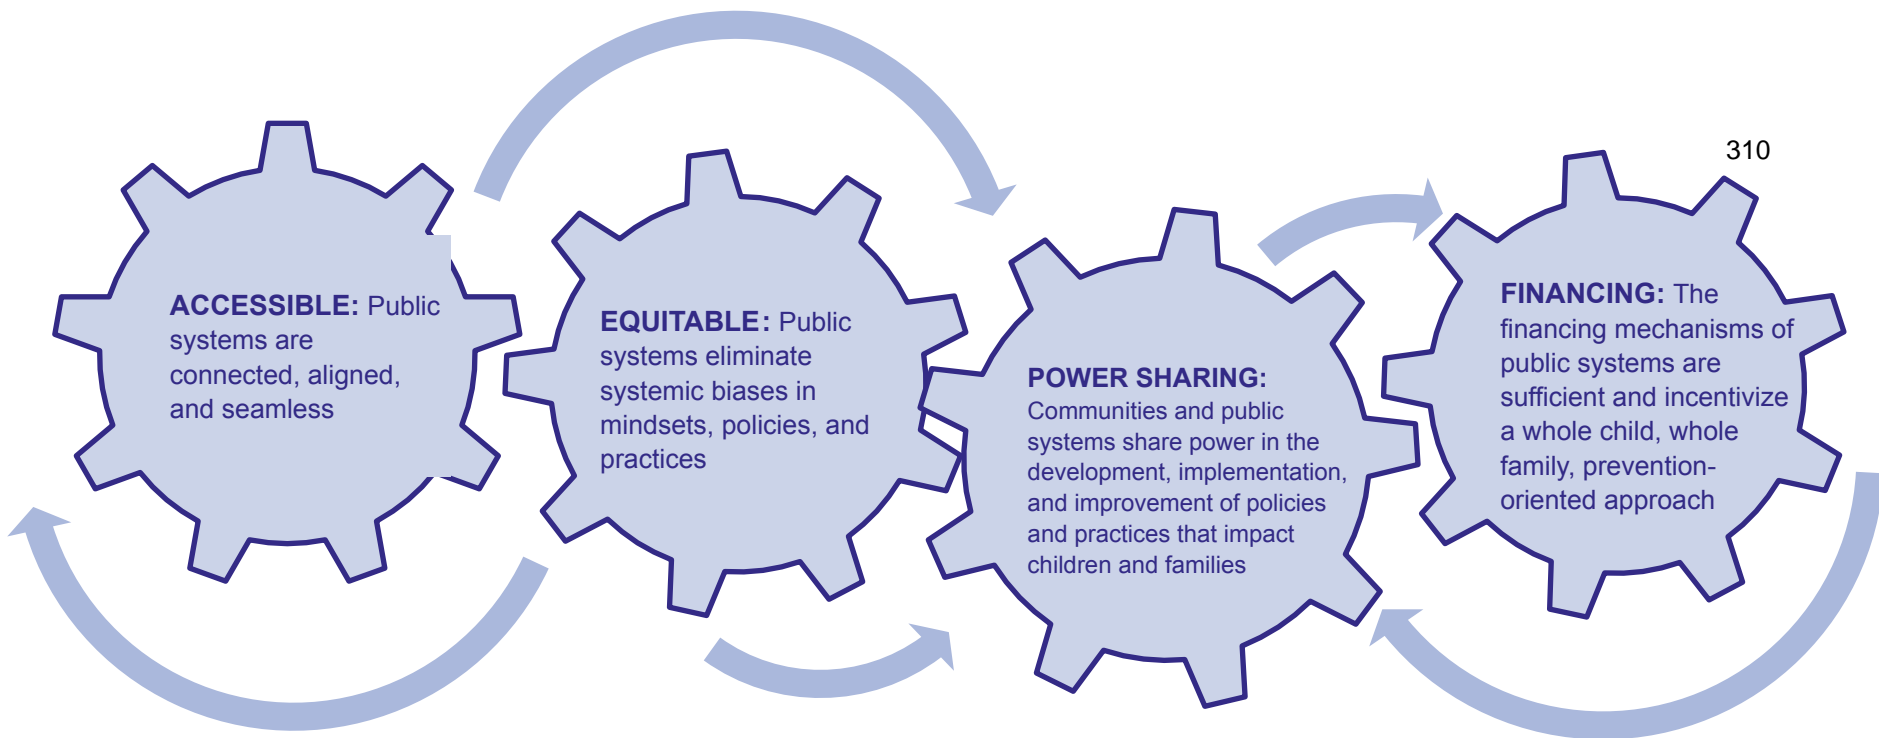 310
ACCESSIBLE: Public
systems are
connected, aligned,
and seamless
EQUITABLE: Public
systems eliminate
systemic biases in
mindsets, policies, and
practices
POWER SHARING:
Communities and public
systems share power in the
development, implementation,
and improvement of policies
and practices that impact
children and families
FINANCING: The
financing mechanisms of
public systems are
sufficient and incentivize
a whole child, whole
family, prevention-
oriented approach